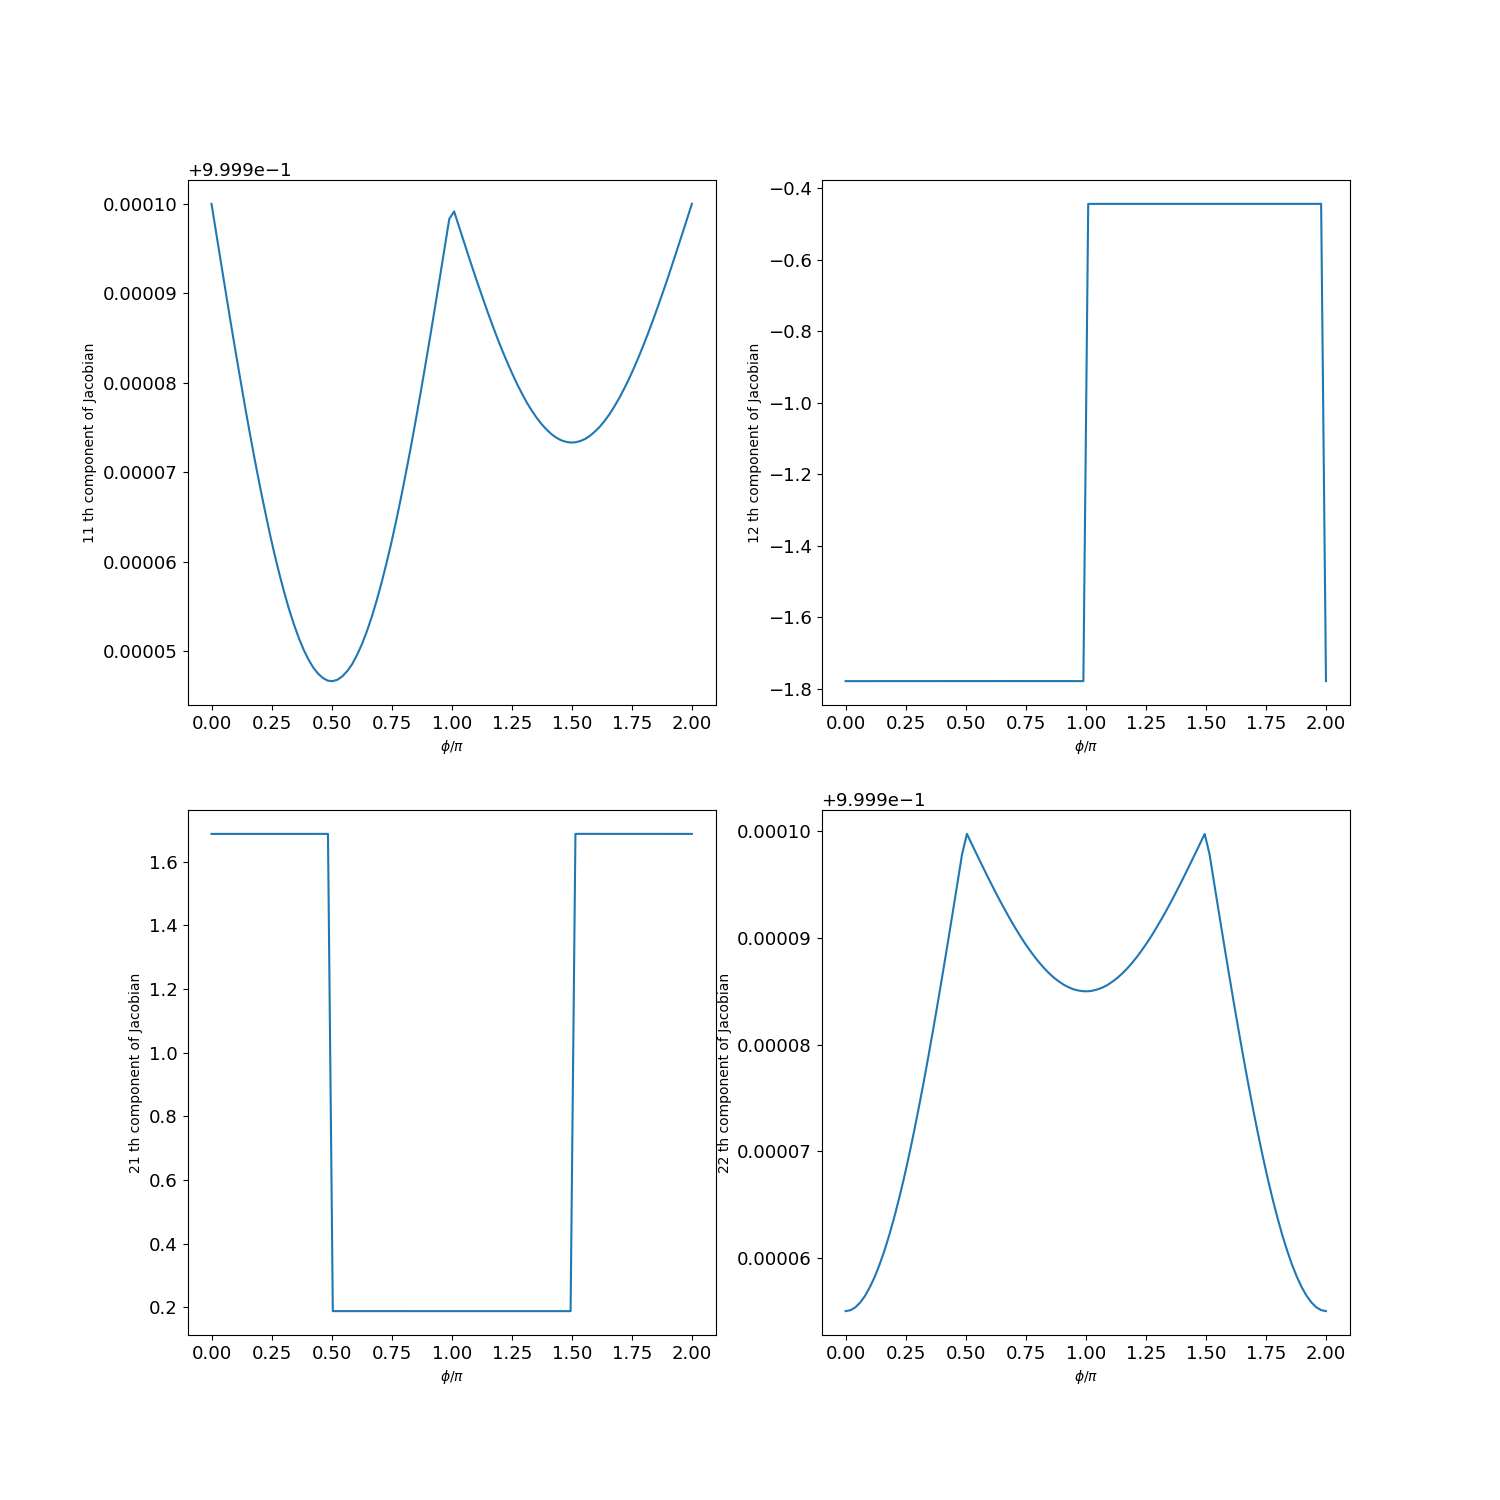 +9.999e−1
0.00010
0.00009
0.00008
0.00007
0.00006
0.00005
11 th component of Jacobian
0.00 0.25 0.50 0.75 1.00 1.25 1.50 1.75 2.00
ϕ/π
−0.4
−0.6
−0.8
−1.0
−1.2
−1.4
−1.6
−1.8
12 th component of Jacobian
0.00 0.25 0.50 0.75 1.00 1.25 1.50 1.75 2.00
ϕ/π
1.6
1.4
1.2
1.0
0.8
0.6
0.4
0.2
21 th component of Jacobian
0.00 0.25 0.50 0.75 1.00 1.25 1.50 1.75 2.00
ϕ/π
+9.999e−1
0.00010
0.00009
0.00008
0.00007
0.00006
22 th component of Jacobian
0.00 0.25 0.50 0.75 1.00 1.25 1.50 1.75 2.00
ϕ/π